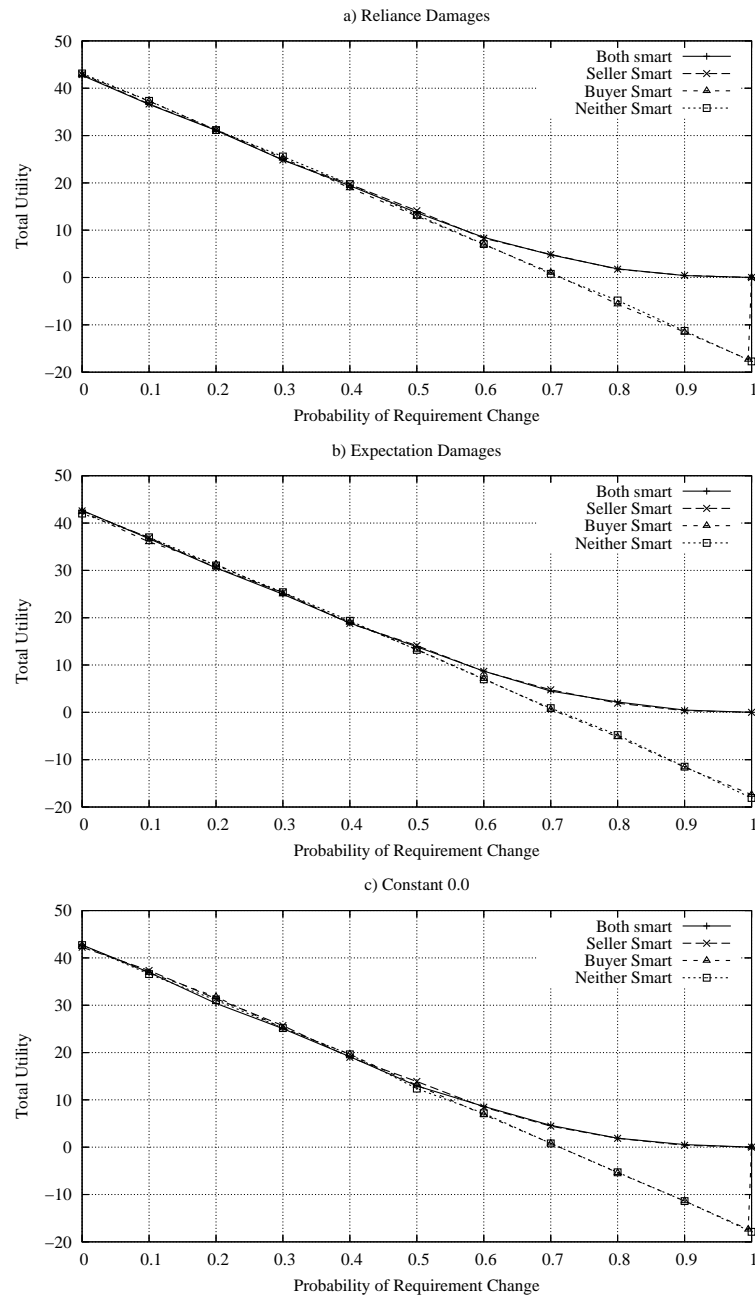 a) Reliance Damages
50
40
30
20
10
0
−10
−20
Total Utility
Both smart
Seller Smart
Buyer Smart
Neither Smart
0 0.1 0.2 0.3 0.4 0.5 0.6 0.7 0.8 0.9 1
Probability of Requirement Change
b) Expectation Damages
50
40
30
20
10
0
−10
−20
Total Utility
Both smart
Seller Smart
Buyer Smart
Neither Smart
0 0.1 0.2 0.3 0.4 0.5 0.6 0.7 0.8 0.9 1
Probability of Requirement Change
c) Constant 0.0
50
40
30
20
10
0
−10
−20
Total Utility
Both smart
Seller Smart
Buyer Smart
Neither Smart
0 0.1 0.2 0.3 0.4 0.5 0.6 0.7 0.8 0.9 1
Probability of Requirement Change